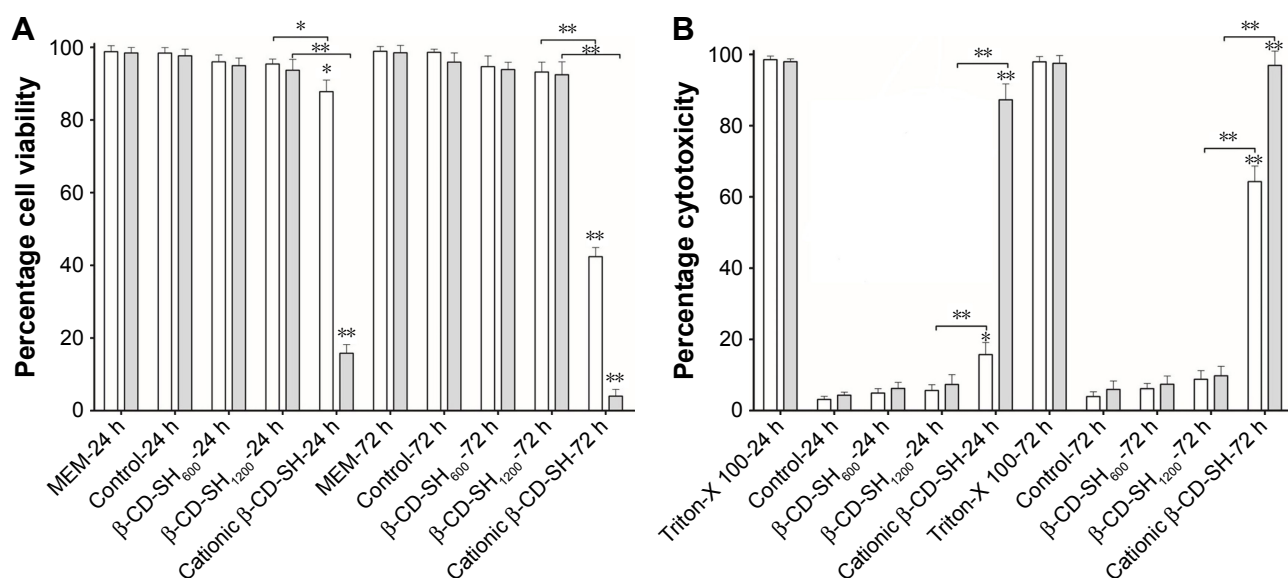 A
Percentage cell viability
100
80
60
40
20
0
*
**
*
**
**
**
**
**
MEM-24 h
Control-24 h
β-CD-SH₆₀₀-24 h
β-CD-SH₁₂₀₀-24 h
Cationic β-CD-SH-24 h
MEM-72 h
Control-72 h
β-CD-SH₆₀₀-72 h
β-CD-SH₁₂₀₀-72 h
Cationic β-CD-SH-72 h
B
Percentage cytotoxicity
100
80
60
40
20
0
**
**
**
*
**
**
**
**
Triton-X 100-24 h
Control-24 h
β-CD-SH₆₀₀-24 h
β-CD-SH₁₂₀₀-24 h
Cationic β-CD-SH-24 h
Triton-X 100-72 h
Control-72 h
β-CD-SH₆₀₀-72 h
β-CD-SH₁₂₀₀-72 h
Cationic β-CD-SH-72 h